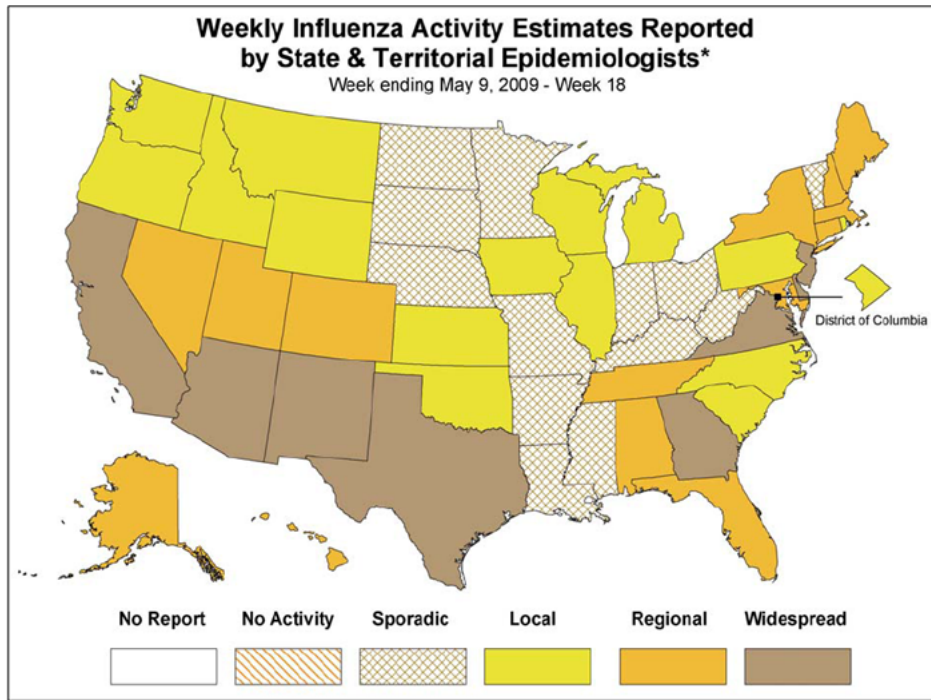 Weekly Influenza Activity Estimates Reported
by State & Territorial Epidemiologists*
Week ending May 9, 2009 - Week 18
District of Columbia
No Report No Activity Sporadic Local Regional Widespread